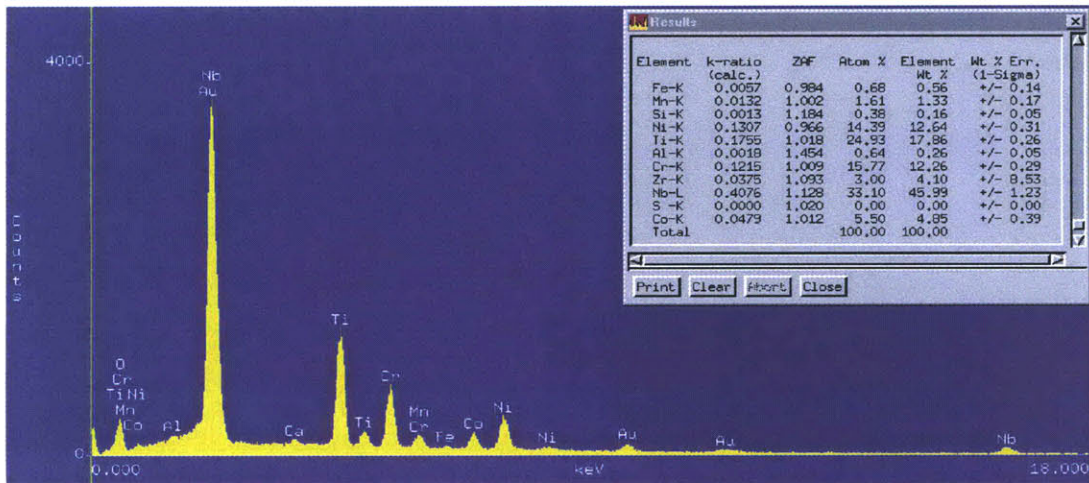 4000
Nb
Au
Counts
O
Cr
Ti Ni
Mn
Co
Al
Ca
Ti
Ti
Cr
Mn
Cr
Fe
Co
Ni
Ni
Au
Au
Nb
0
0.000
keV
18.000
Results
Element k-ratio ZAF Atom % Element Wt % Err.
(calc.) Wt % (1-Sigma)
Fe-K 0.0057 0.984 0.68 0.56 +/- 0.14
Mn-K 0.0132 1.002 1.61 1.33 +/- 0.17
Si-K 0.0013 1.184 0.38 0.16 +/- 0.05
Ni-K 0.1307 0.966 14.39 12.64 +/- 0.31
Ti-K 0.1755 1.018 24.93 17.86 +/- 0.26
Al-K 0.0018 1.454 0.64 0.26 +/- 0.05
Cr-K 0.1215 1.009 15.77 12.26 +/- 0.29
Zr-K 0.0375 1.093 3.00 4.10 +/- 8.53
Nb-L 0.4076 1.128 33.10 45.99 +/- 1.23
S -K 0.0000 1.020 0.00 0.00 +/- 0.00
Co-K 0.0479 1.012 5.50 4.85 +/- 0.39
Total 100.00 100.00
Print Clear Abort Close